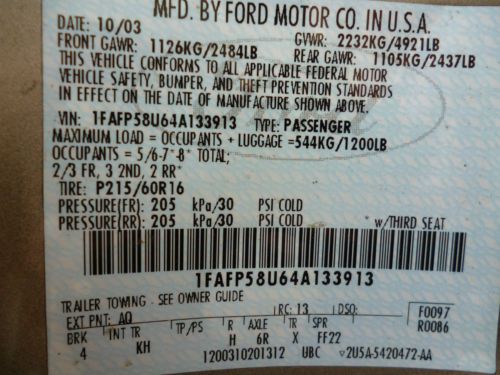 MFD. BY FORD MOTOR CO. IN U.S.A.
DATE: 10/03 GVWR: 2232KG/4921LB
FRONT GAWR: 1126KG/2484LB REAR GAWR: 1105KG/2437LB
THIS VEHICLE CONFORMS TO ALL APPLICABLE FEDERAL MOTOR
VEHICLE SAFETY, BUMPER, AND THEFT PREVENTION STANDARDS
IN EFFECT ON THE DATE OF MANUFACTURE SHOWN ABOVE.
VIN: 1FAFP58U64A133913 TYPE: PASSENGER
MAXIMUM LOAD = OCCUPANTS + LUGGAGE =544KG/1200LB
OCCUPANTS = 5/6-7*-8* TOTAL;
2/3 FR, 3 2ND, 2 RR*
TIRE: P215/60R16
PRESSURE(FR): 205 kPa/30 PSI COLD
PRESSURE(RR): 205 kPa/30 PSI COLD * w/THIRD SEAT
1FAFP58U64A133913
TRAILER TOWING - SEE OWNER GUIDE
EXT PNT: AQ RC: 13 DSO: F0097
R0086
BRK INT TR TP/PS R AXLE TR SPR
4 KH H 6R X FF22
1200310201312 UBC 2U5A-5420472-AA